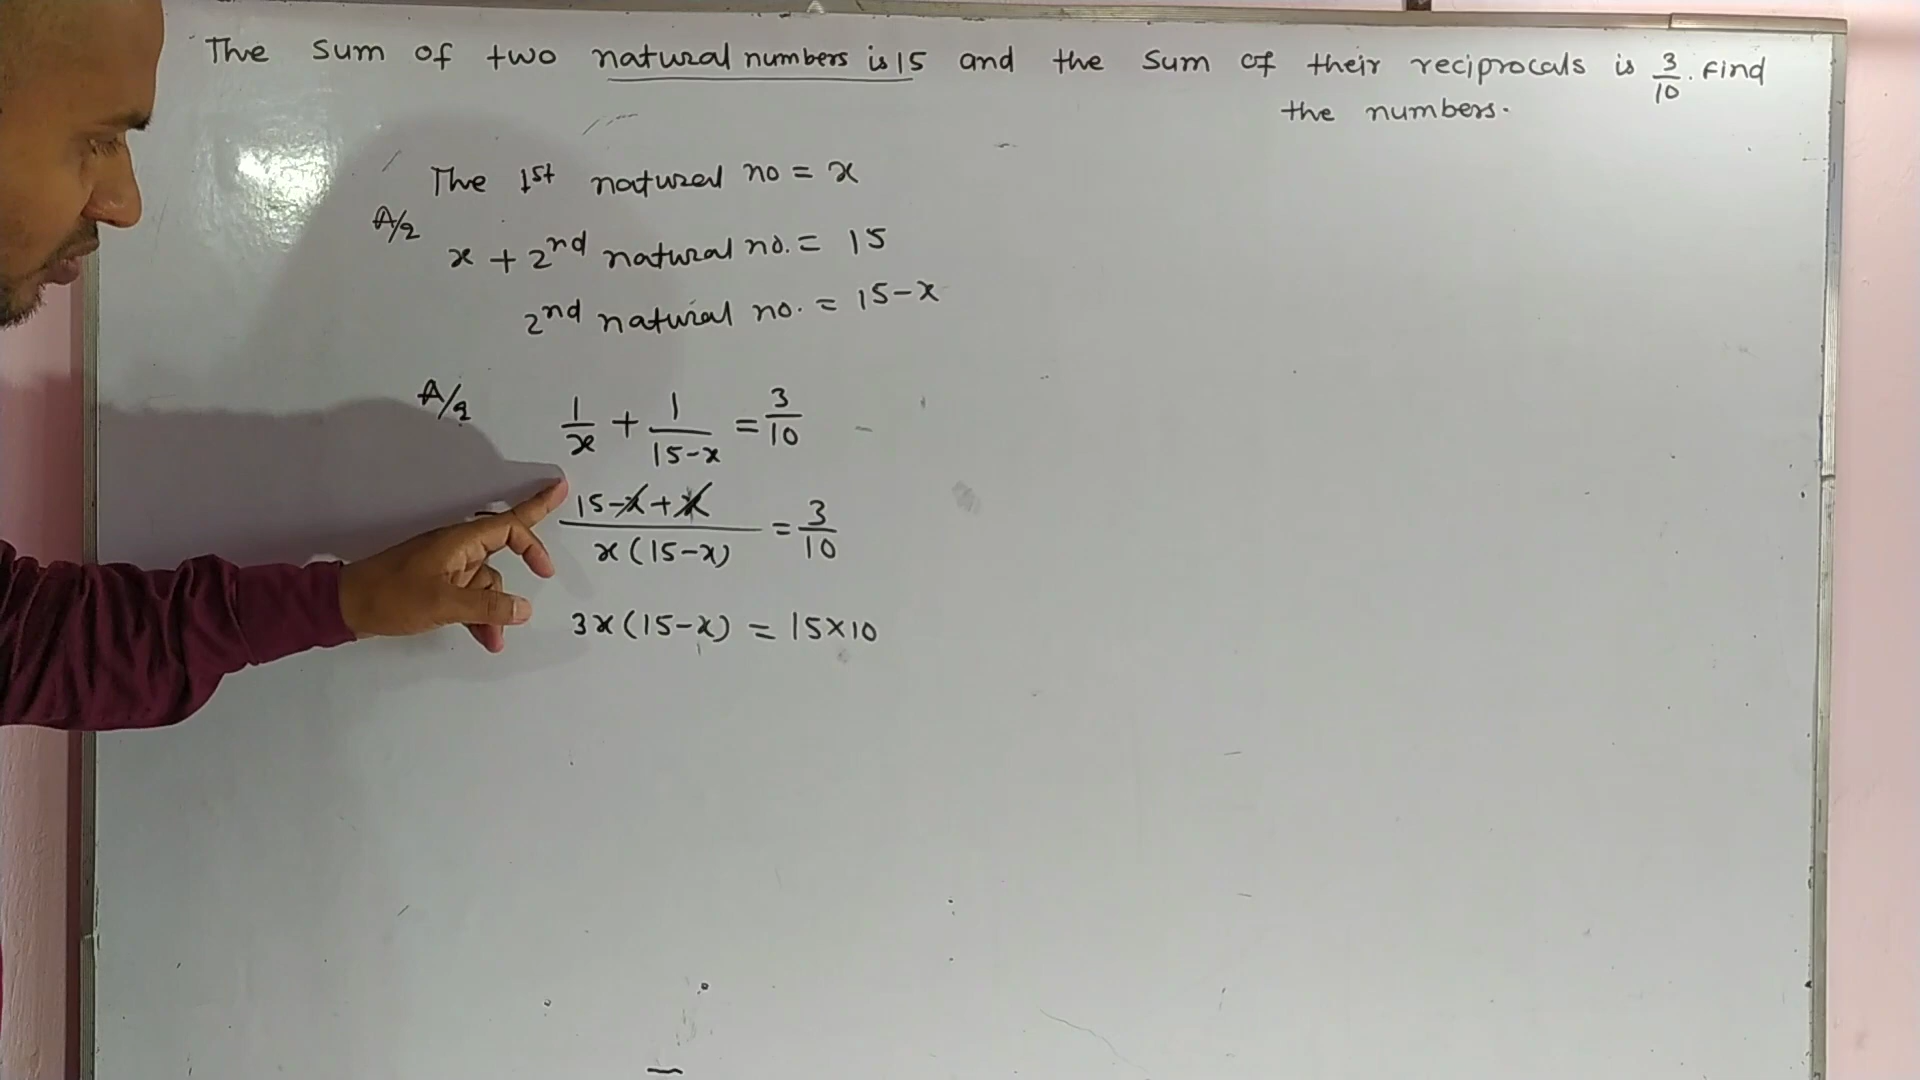 The sum of two natural numbers is 15 and the sum of their reciprocals is 3/10. Find
the numbers.
The 1st natural no = x
A/q
x + 2nd natural no. = 15
2nd natural no. = 15-x
A/q 1/x + 1/(15-x) = 3/10
(15-x+x)/(x(15-x)) = 3/10
3x(15-x) = 15×10